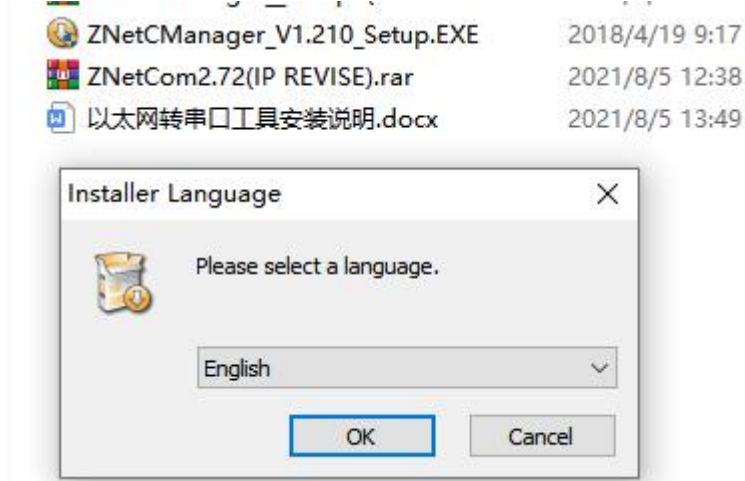 ZNetCManager_V1.210_Setup.EXE 2018/4/19 9:17
ZNetCom2.72(IP REVISE).rar 2021/8/5 12:38
以太网转串口工具安装说明.docx 2021/8/5 13:49
Installer Language
Please select a language.
English
OK Cancel